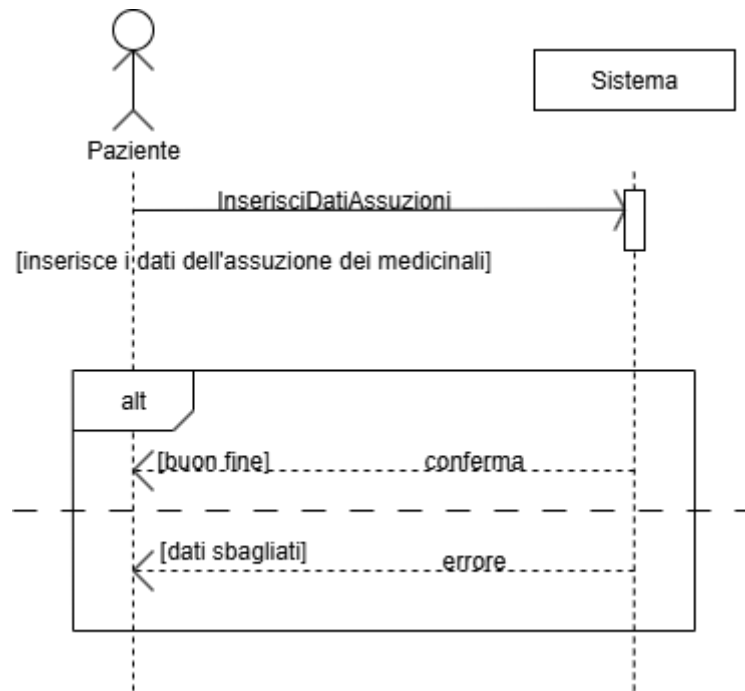 Sistema
Paziente
InserisciDatiAssuzioni
[inserisce i dati dell'assuzione dei medicinali]
alt
[buon fine] conferma
[dati sbagliati] errore